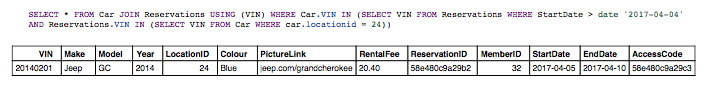 SELECT * FROM Car JOIN Reservations USING (VIN) WHERE Car.VIN IN (SELECT VIN FROM Reservations WHERE StartDate > date '2017-04-04'
AND Reservations.VIN IN (SELECT VIN FROM Car WHERE car.locationid = 24))
VIN Make Model Year LocationID Colour PictureLink RentalFee ReservationID MemberID StartDate EndDate AccessCode
20140201 Jeep GC 2014 24 Blue jeep.com/grandcherokee 20.40 58e480c9a29b2 32 2017-04-05 2017-04-10 58e480c9a29c3